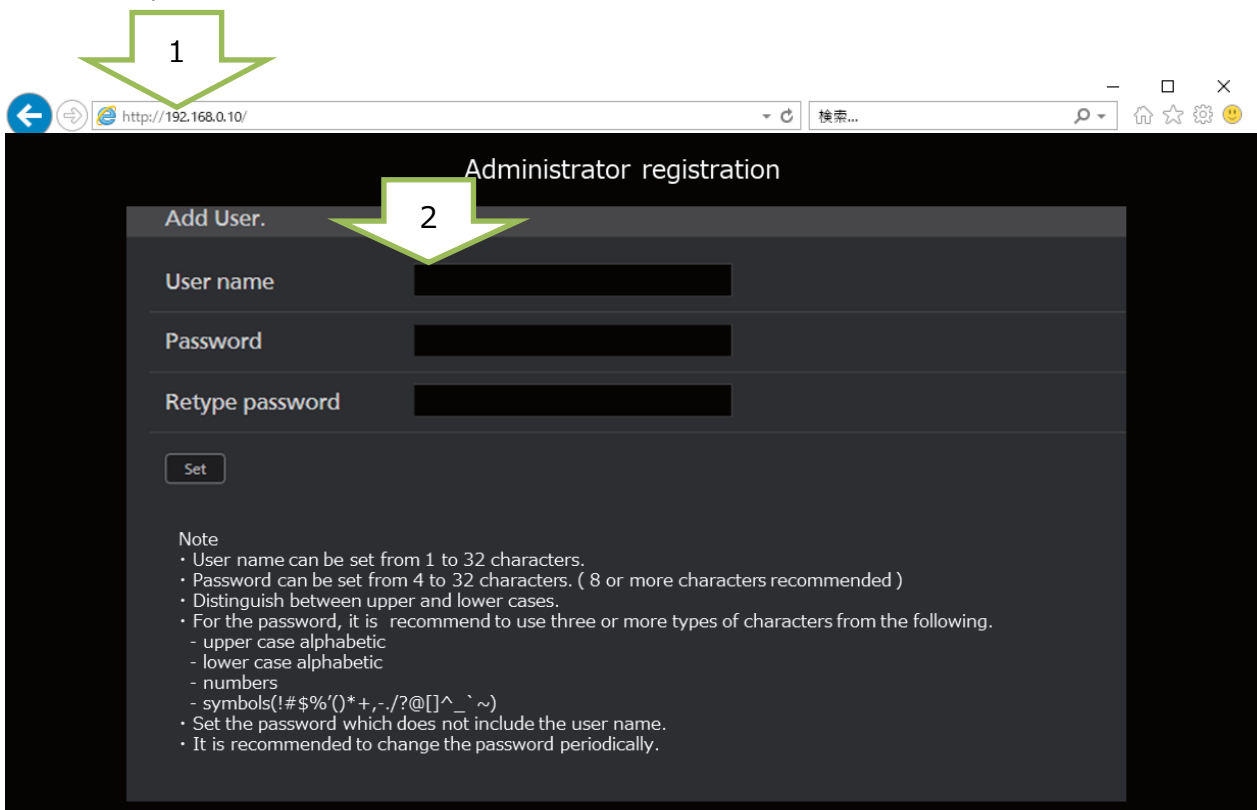 1
http://192.168.0.10/
検索...
Administrator registration
Add User.
2
User name
Password
Retype password
Set
Note
・User name can be set from 1 to 32 characters.
・Password can be set from 4 to 32 characters. ( 8 or more characters recommended )
・Distinguish between upper and lower cases.
・For the password, it is  recommend to use three or more types of characters from the following.
- upper case alphabetic
- lower case alphabetic
- numbers
- symbols(!#$%'()*+,-./?@[]^_`~)
・Set the password which does not include the user name.
・It is recommended to change the password periodically.